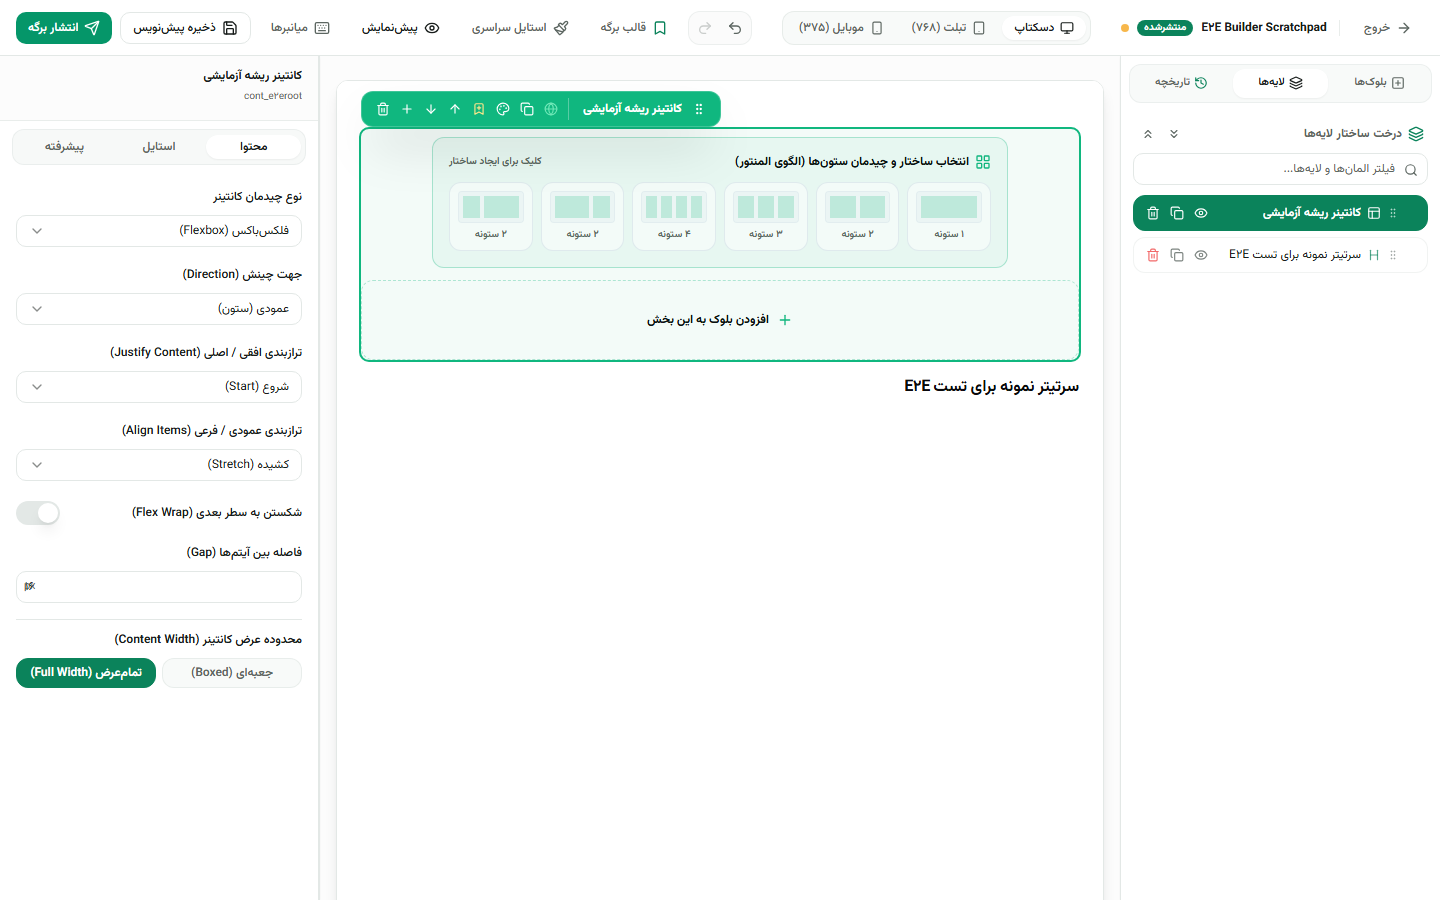 خروج
E۲E Builder Scratchpad
منتشرشده
دسکتاپ
تبلت (۷۶۸)
موبایل (۳۷۵)
قالب برگه
استایل سراسری
پیش‌نمایش
میانبرها
ذخیره پیش‌نویس
انتشار برگه
بلوک‌ها
لایه‌ها
تاریخچه
درخت ساختار لایه‌ها
فیلتر المان‌ها و لایه‌ها...
کانتینر ریشه آزمایشی
سرتیتر نمونه برای تست E۲E
کانتینر ریشه آزمایشی
انتخاب ساختار و چیدمان ستون‌ها (الگوی المنتور)
کلیک برای ایجاد ساختار
۱ ستونه
۲ ستونه
۳ ستونه
۴ ستونه
۲ ستونه
۲ ستونه
افزودن بلوک به این بخش
سرتیتر نمونه برای تست E۲E
کانتینر ریشه آزمایشی
cont_e۲eroot
محتوا
استایل
پیشرفته
نوع چیدمان کانتینر
فلکس‌باکس (Flexbox)
جهت چینش (Direction)
عمودی (ستون)
ترازبندی افقی / اصلی (Justify Content)
شروع (Start)
ترازبندی عمودی / فرعی (Align Items)
کشیده (Stretch)
شکستن به سطر بعدی (Flex Wrap)
فاصله بین آیتم‌ها (Gap)
محدوده عرض کانتینر (Content Width)
جعبه‌ای (Boxed)
تمام‌عرض (Full Width)